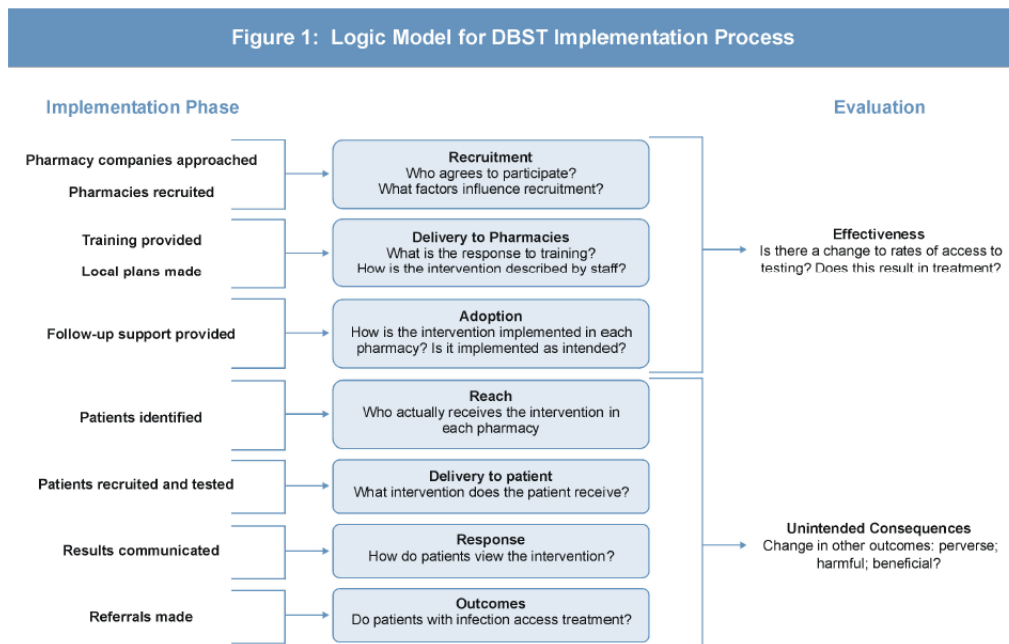 Figure 1: Logic Model for DBST Implementation Process
Implementation Phase
Evaluation
Pharmacy companies approached
Pharmacies recruited
Recruitment
Who agrees to participate?
What factors influence recruitment?
Training provided
Local plans made
Delivery to Pharmacies
What is the response to training?
How is the intervention described by staff?
Follow-up support provided
Adoption
How is the intervention implemented in each
pharmacy? Is it implemented as intended?
Effectiveness
Is there a change to rates of access to
testing? Does this result in treatment?
Patients identified
Reach
Who actually receives the intervention in
each pharmacy
Patients recruited and tested
Delivery to patient
What intervention does the patient receive?
Results communicated
Response
How do patients view the intervention?
Referrals made
Outcomes
Do patients with infection access treatment?
Unintended Consequences
Change in other outcomes: perverse;
harmful; beneficial?